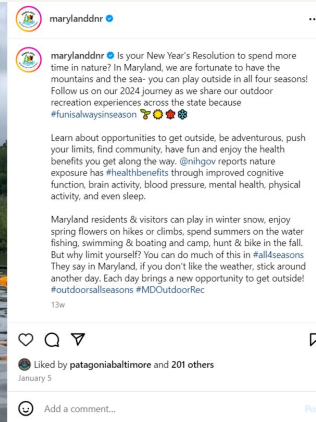 marylanddnr
marylanddnr Is your New Year's Resolution to spend more
time in nature? In Maryland, we are fortunate to have the
mountains and the sea- you can play outside in all four seasons!
Follow us on our 2024 journey as we share our outdoor
recreation experiences across the state because
#funisalwaysinseason
Learn about opportunities to get outside, be adventurous, push
your limits, find community, have fun and enjoy the health
benefits you get along the way. @nihgov reports nature
exposure has #healthbenefits through improved cognitive
function, brain activity, blood pressure, mental health, physical
activity, and even sleep.
Maryland residents & visitors can play in winter snow, enjoy
spring flowers on hikes or climbs, spend summers on the water
fishing, swimming & boating and camp, hunt & bike in the fall.
But why limit yourself? You can do much of this in #all4seasons
They say in Maryland, if you don't like the weather, stick around
another day. Each day brings a new opportunity to get outside!
#outdoorsallseasons #MDOutdoorRec
13w
Liked by patagoniabaltimore and 201 others
January 5
Add a comment...